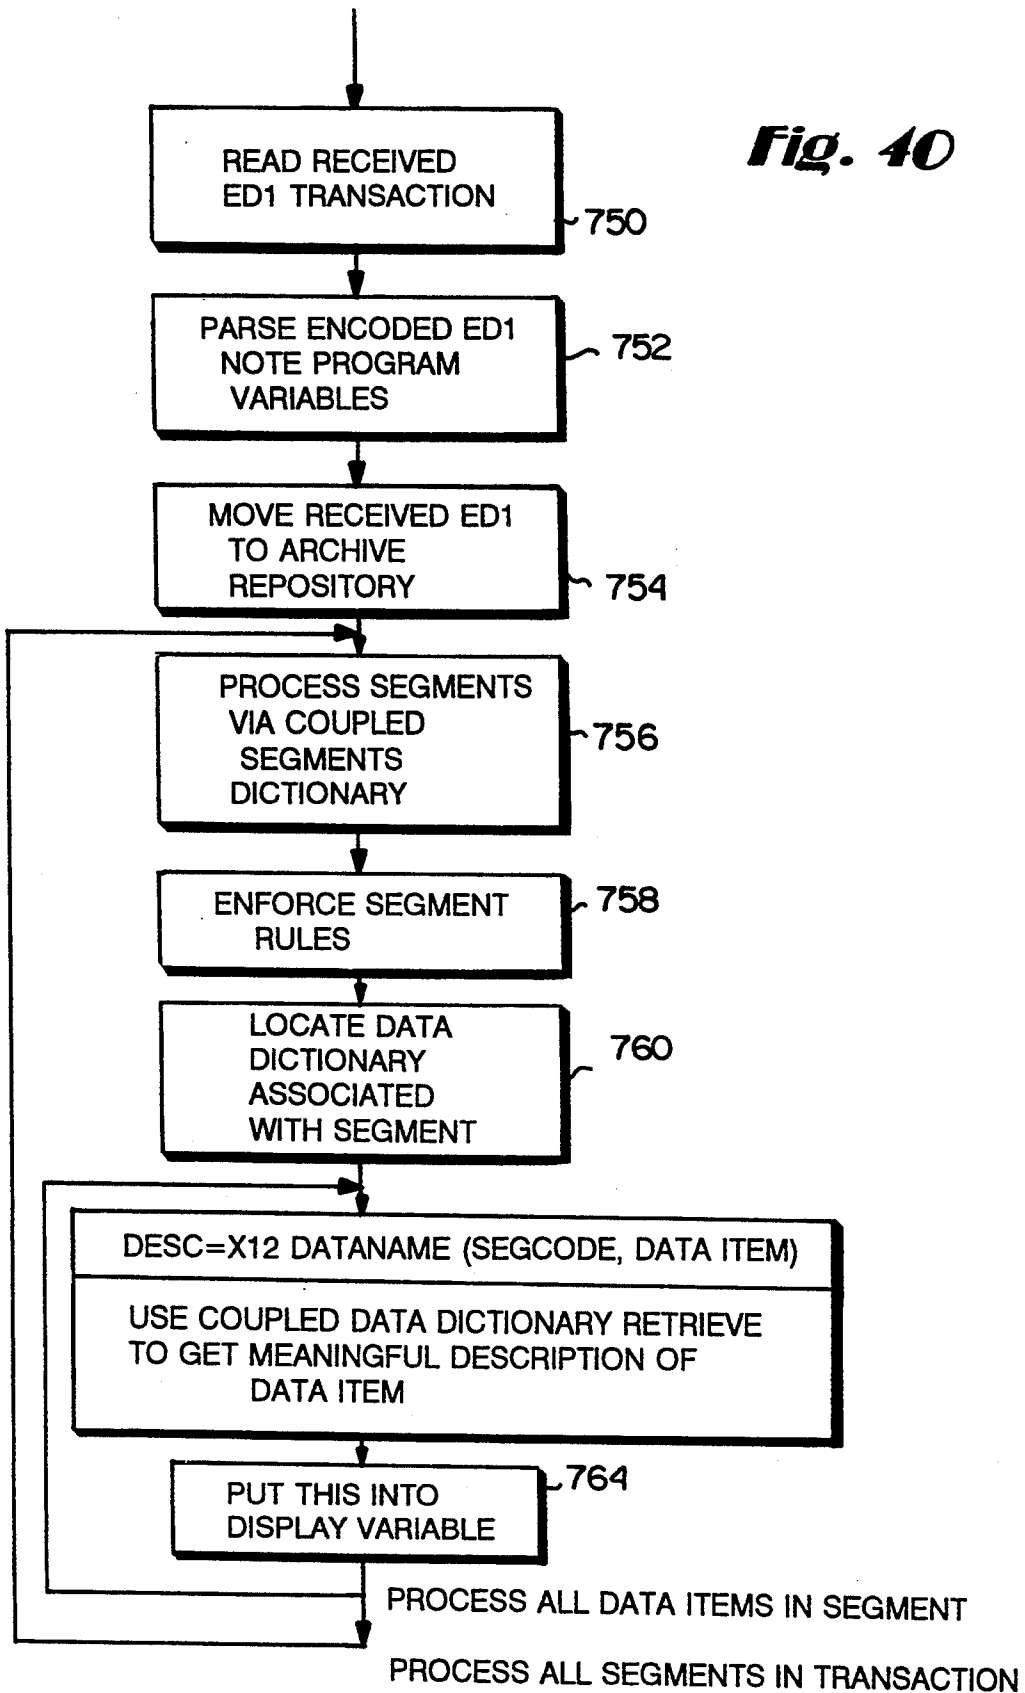 Fig. 40
READ RECEIVED
ED1 TRANSACTION
750
PARSE ENCODED ED1
NOTE PROGRAM
VARIABLES
752
MOVE RECEIVED ED1
TO ARCHIVE
REPOSITORY
754
PROCESS SEGMENTS
VIA COUPLED
SEGMENTS
DICTIONARY
756
ENFORCE SEGMENT
RULES
758
LOCATE DATA
DICTIONARY
ASSOCIATED
WITH SEGMENT
760
DESC=X12 DATANAME (SEGCODE, DATA ITEM)
USE COUPLED DATA DICTIONARY RETRIEVE
TO GET MEANINGFUL DESCRIPTION OF
DATA ITEM
PUT THIS INTO
DISPLAY VARIABLE
764
PROCESS ALL DATA ITEMS IN SEGMENT
PROCESS ALL SEGMENTS IN TRANSACTION